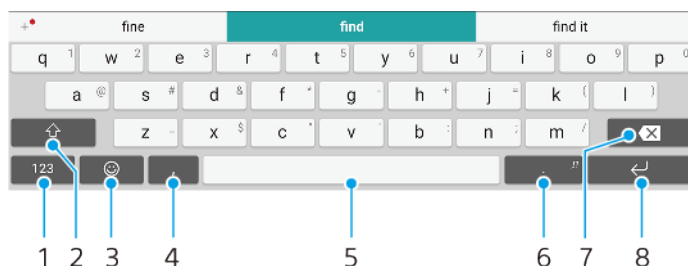 + fine find find it
q 1 w 2 e 3 r 4 t 5 y 6 u 7 i 8 o 9 p 0
a @ s # d & f * g - h + j = k ( l )
z _ x $ c " v ' b : n ; m /
123 , . ,!?
1 2 3 4 5 6 7 8